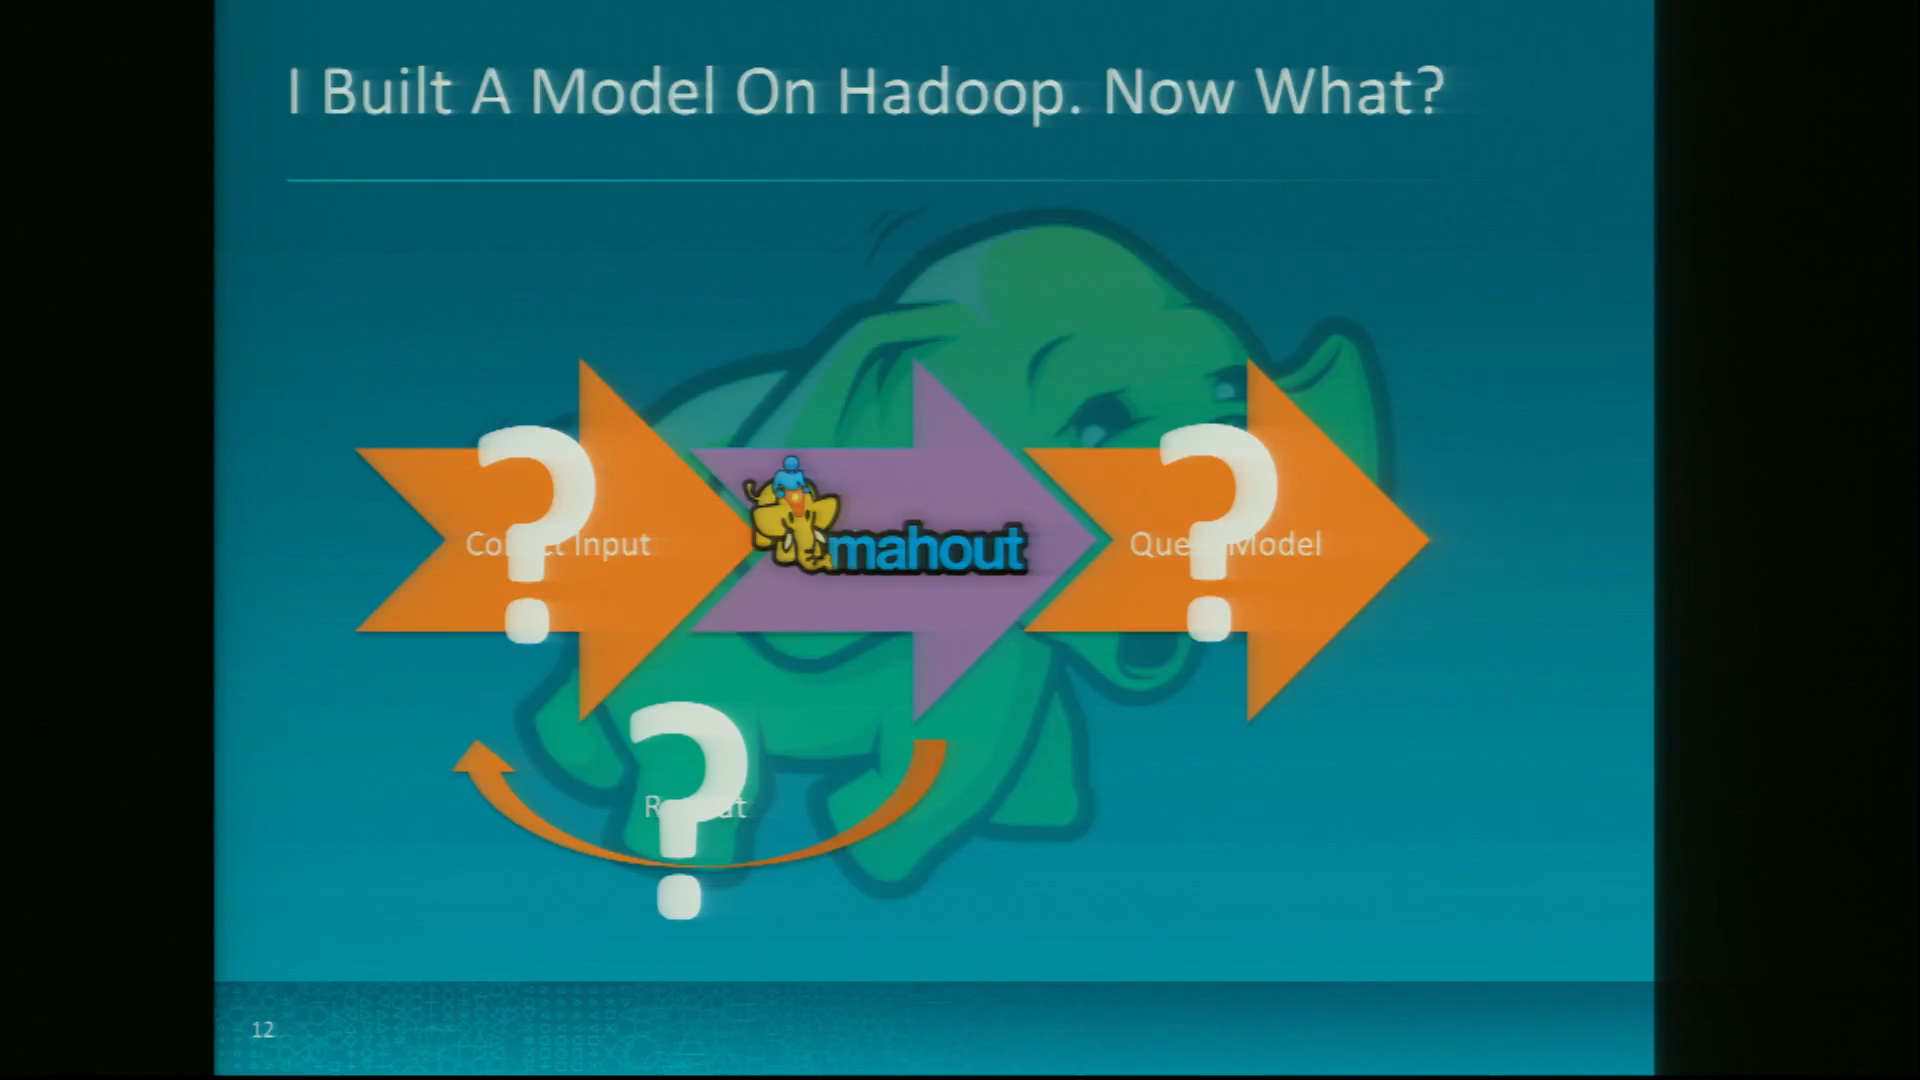 I Built A Model On Hadoop. Now What?
? Input
mahout
? Model
?
12